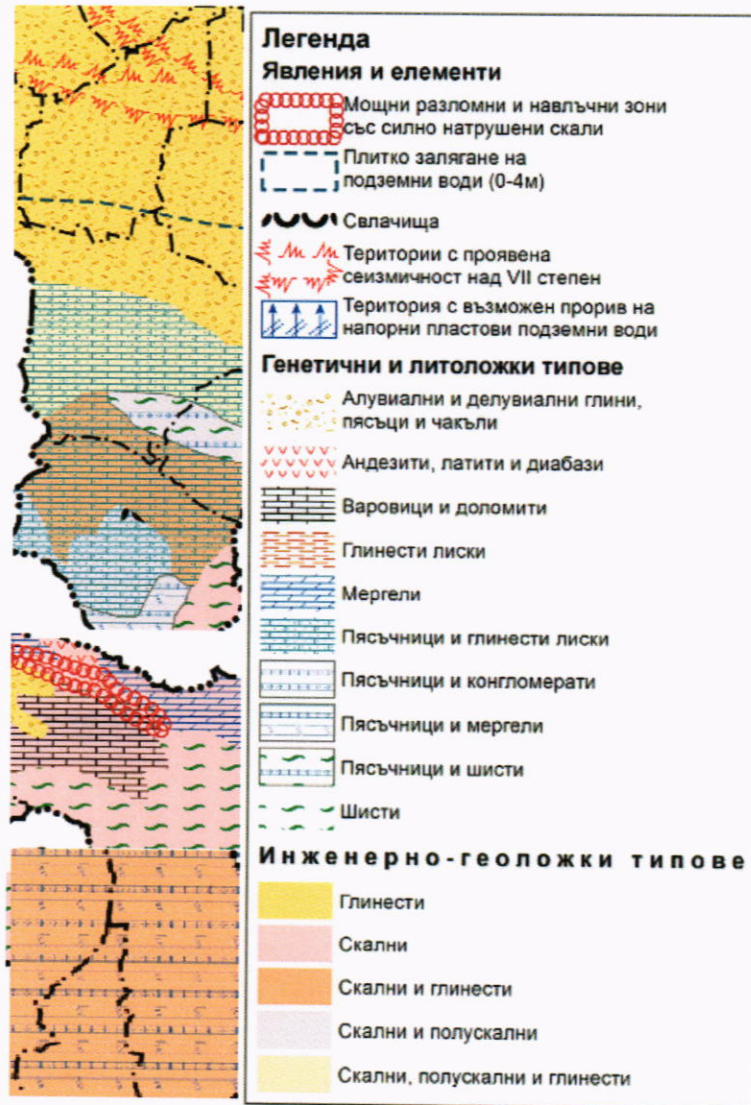 Легенда
Явления и елементи
Мощни разломни и навлъчни зони
със силно натрушени скали
Плитко залягане на
подземни води (0-4м)
Свлачища
Територии с проявена
сеизмичност над VII степен
Територия с възможен прорив на
напорни пластови подземни води
Генетични и литоложки типове
Алувиални и делувиални глини,
пясъци и чакъли
Андезити, латити и диабази
Варовици и доломити
Глинести лиски
Мергели
Пясъчници и глинести лиски
Пясъчници и конгломерати
Пясъчници и мергели
Пясъчници и шисти
Шисти
Инженерно-геоложки типове
Глинести
Скални
Скални и глинести
Скални и полускални
Скални, полускални и глинести